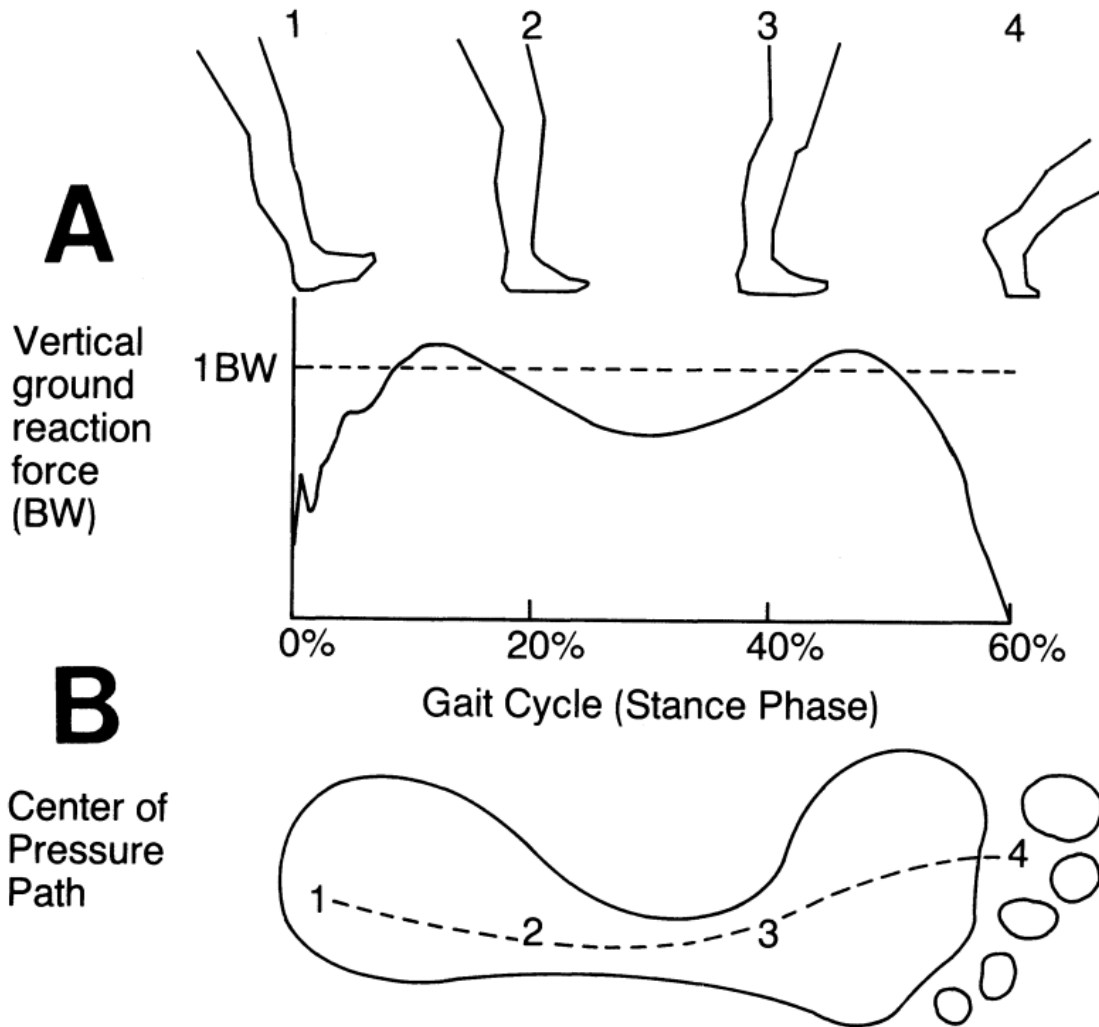 1 2 3 4
A
Vertical
ground
reaction
force
(BW)
1BW
0% 20% 40% 60%
Gait Cycle (Stance Phase)
B
Center of
Pressure
Path
1 2 3 4